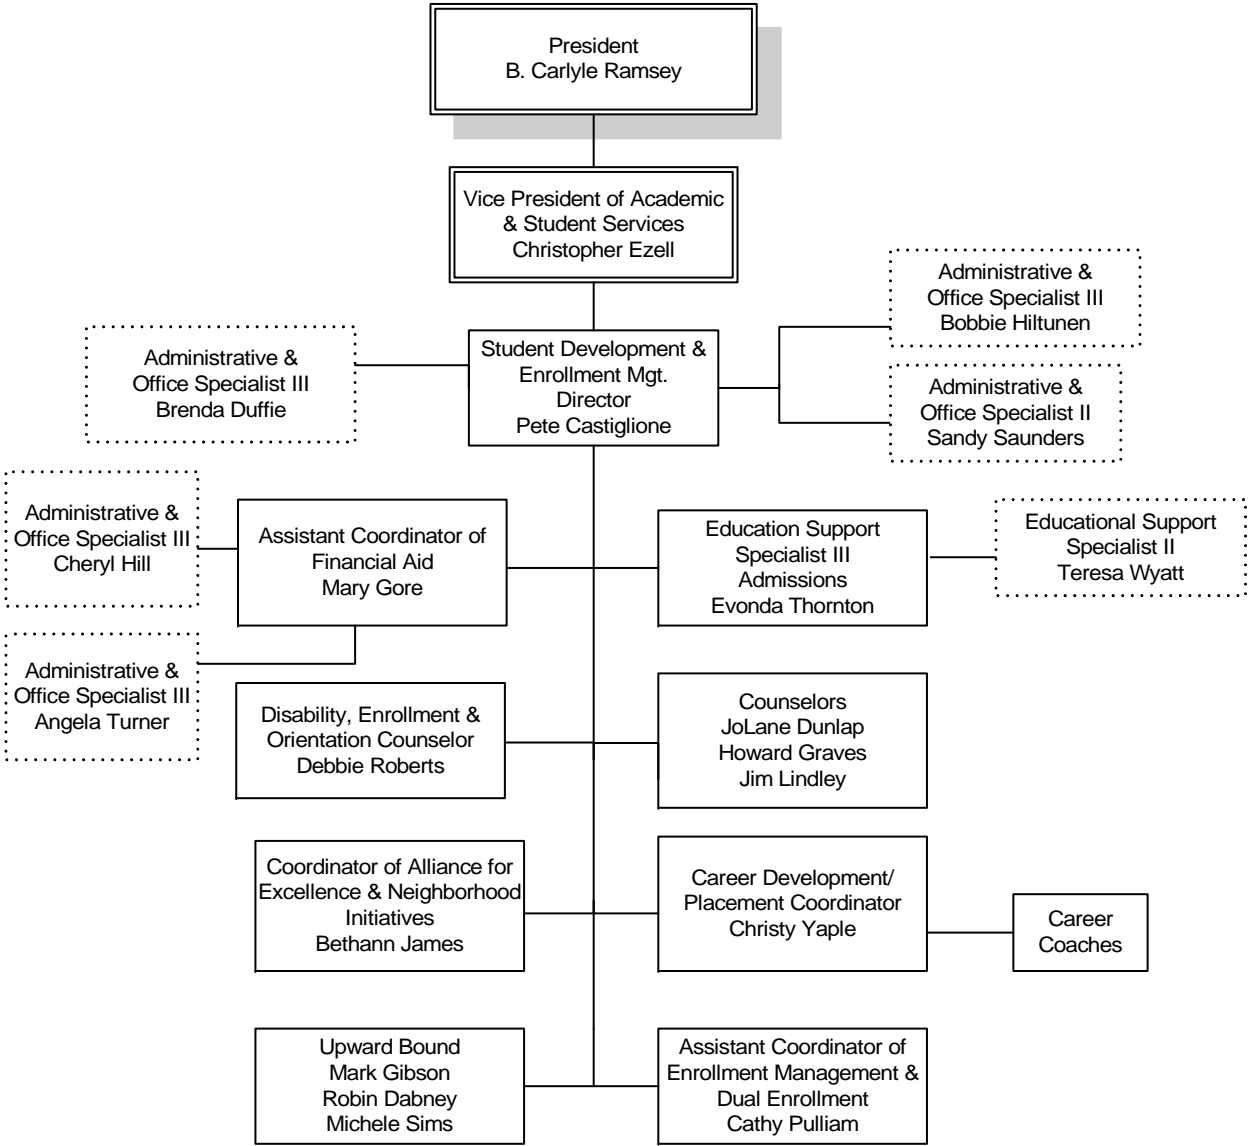 President
B. Carlyle Ramsey
Vice President of Academic
& Student Services
Christopher Ezell
Administrative &
Office Specialist III
Bobbie Hiltunen
Administrative &
Office Specialist III
Brenda Duffie
Student Development &
Enrollment Mgt.
Director
Pete Castiglione
Administrative &
Office Specialist II
Sandy Saunders
Administrative &
Office Specialist III
Cheryl Hill
Assistant Coordinator of
Financial Aid
Mary Gore
Education Support
Specialist III
Admissions
Evonda Thornton
Educational Support
Specialist II
Teresa Wyatt
Administrative &
Office Specialist III
Angela Turner
Disability, Enrollment &
Orientation Counselor
Debbie Roberts
Counselors
JoLane Dunlap
Howard Graves
Jim Lindley
Coordinator of Alliance for
Excellence & Neighborhood
Initiatives
Bethann James
Career Development/
Placement Coordinator
Christy Yaple
Career
Coaches
Upward Bound
Mark Gibson
Robin Dabney
Michele Sims
Assistant Coordinator of
Enrollment Management &
Dual Enrollment
Cathy Pulliam